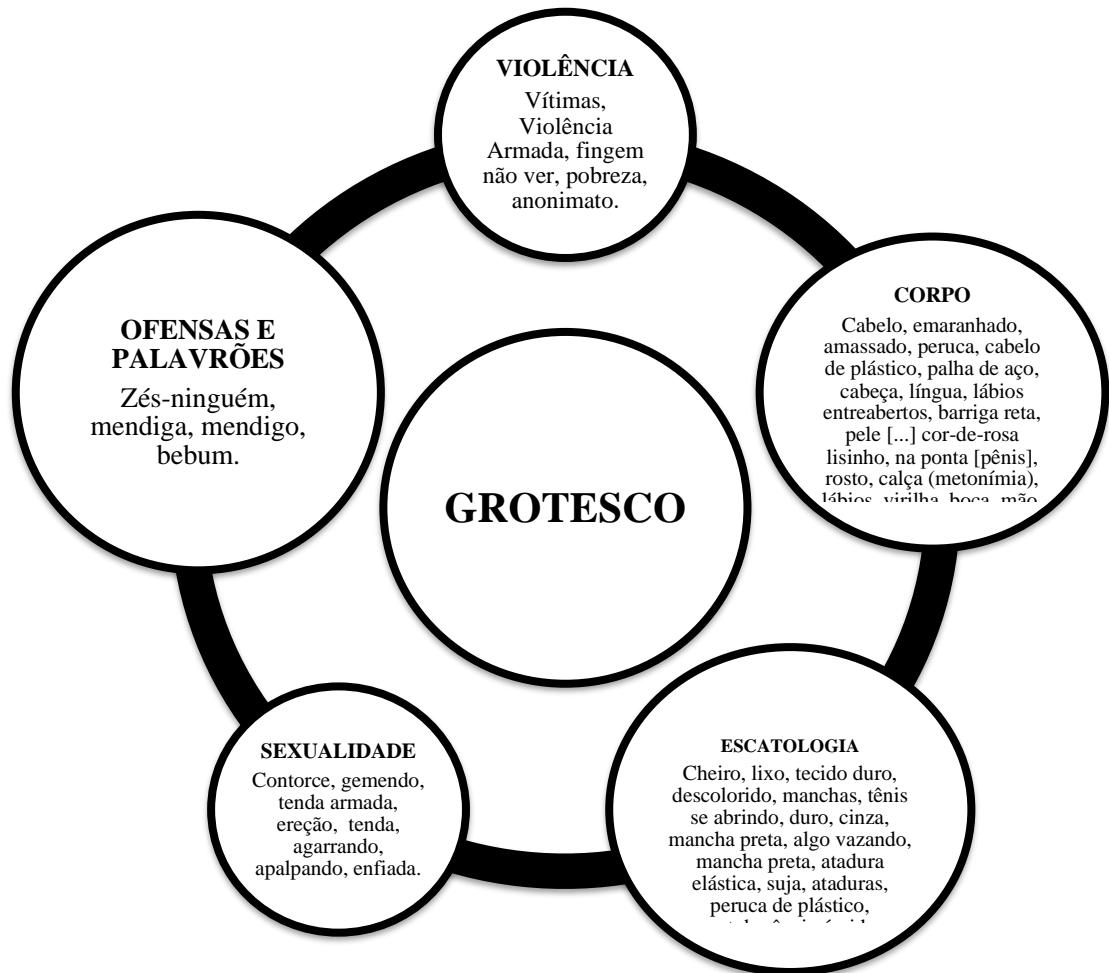 VIOLÊNCIA
Vítimas,
Violência
Armada, fingem
não ver, pobreza,
anonimato.
CORPO
Cabelo, emaranhado,
amassado, peruca, cabelo
de plástico, palha de aço,
cabeça, língua, lábios
entreabertos, barriga reta,
pele [...] cor-de-rosa
lisinho, na ponta [pênis],
rosto, calça (metonímia),
lábios, virilha, boca, mão,
ESCATOLOGIA
Cheiro, lixo, tecido duro,
descolorido, manchas, tênis
se abrindo, duro, cinza,
mancha preta, algo vazando,
mancha preta, atadura
elástica, suja, ataduras,
peruca de plástico,
SEXUALIDADE
Contorce, gemendo,
tenda armada,
ereção, tenda,
agarrando,
apalpando, enfiada.
OFENSAS E
PALAVRÕES
Zés-ninguém,
mendiga, mendigo,
bebum.
GROTESCO